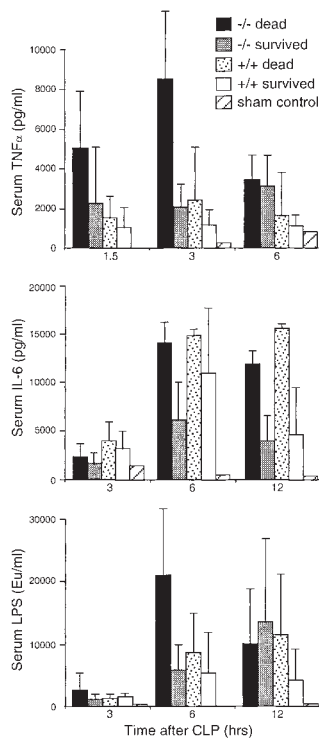 -/- dead
-/- survived
+/+ dead
+/+ survived
sham control
Serum TNFα (pg/ml)
10000
8000
6000
4000
2000
0
1.5
3
6
Serum IL-6 (pg/ml)
20000
15000
10000
5000
0
3
6
12
Serum LPS (Eu/ml)
30000
20000
10000
0
3
6
12
Time after CLP (hrs)